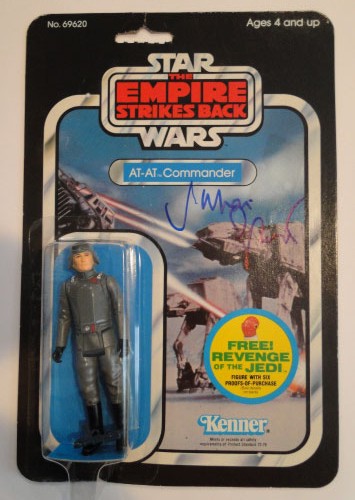 No. 69620
Ages 4 and up
STAR
THE
EMPIRE
STRIKES BACK
WARS
AT-AT™ Commander
FREE!
REVENGE
OF THE JEDI
FIGURE WITH SIX
PROOFS-OF-PURCHASE
Kenner